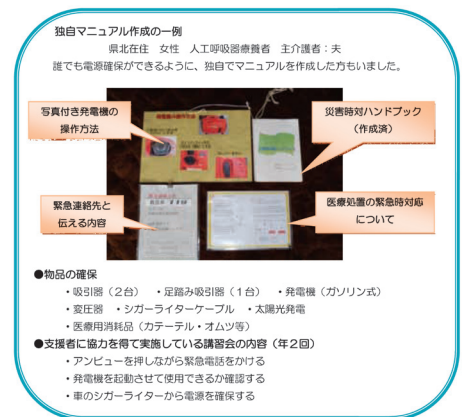 独自マニュアル作成の一例
県北在住 女性 人工呼吸器療養者 主介護者:夫
誰でも電源確保ができるように、独自でマニュアルを作成した方もいました。
写真付き発電機の
操作方法
災害時対ハンドブック
(作成済)
緊急連絡先と
伝える内容
医療処置の緊急時対応
について
●物品の確保
・吸引器(2台) ・足踏み吸引器(1台) ・発電機(ガソリン式)
・変圧器 ・シガーライターケーブル ・太陽光発電
・医療用消耗品(カテーテル・オムツ等)
●支援者に協力を得て実施している講習会の内容(年2回)
・アンビューを押しながら緊急電話をかける
・発電機を起動させて使用できるか確認する
・車のシガーライターから電源を確保する